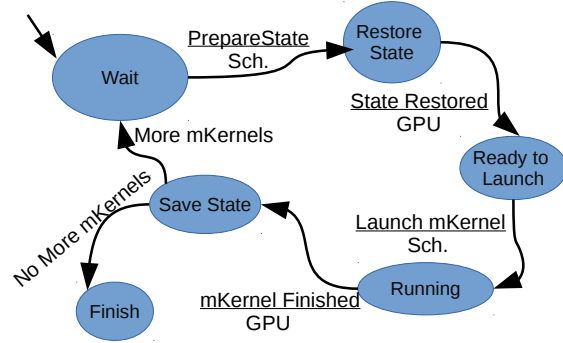 PrepareState
Sch.
Restore
State
Wait
State Restored
GPU
More mKernels
Ready to
Launch
No More mKernels
Save State
Launch mKernel
Sch.
mKernel Finished
GPU
Running
Finish